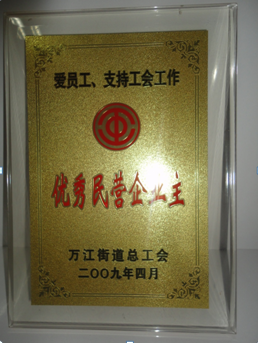 爱员工、支持工会工作
优秀民营企业主
万江街道总工会
二〇〇九年四月